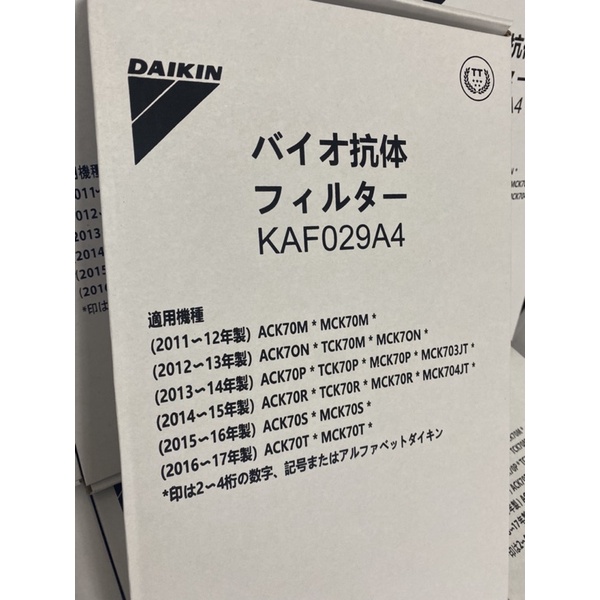 DAIKIN
TT
バイオ抗体
フィルター
KAF029A4
適用機種
(2011〜12年製) ACK70M * MCK70M *
(2012〜13年製) ACK7ON * TCK70M * MCK7ON *
(2013〜14年製) ACK70P * TCK70P * MCK70P * MCK703JT *
(2014〜15年製) ACK70R * TCK70R * MCK70R * MCK704JT *
(2015〜16年製) ACK70S * MCK70S *
(2016〜17年製) ACK70T * MCK70T *
*印は2〜4桁の数字、記号またはアルファベットダイキン